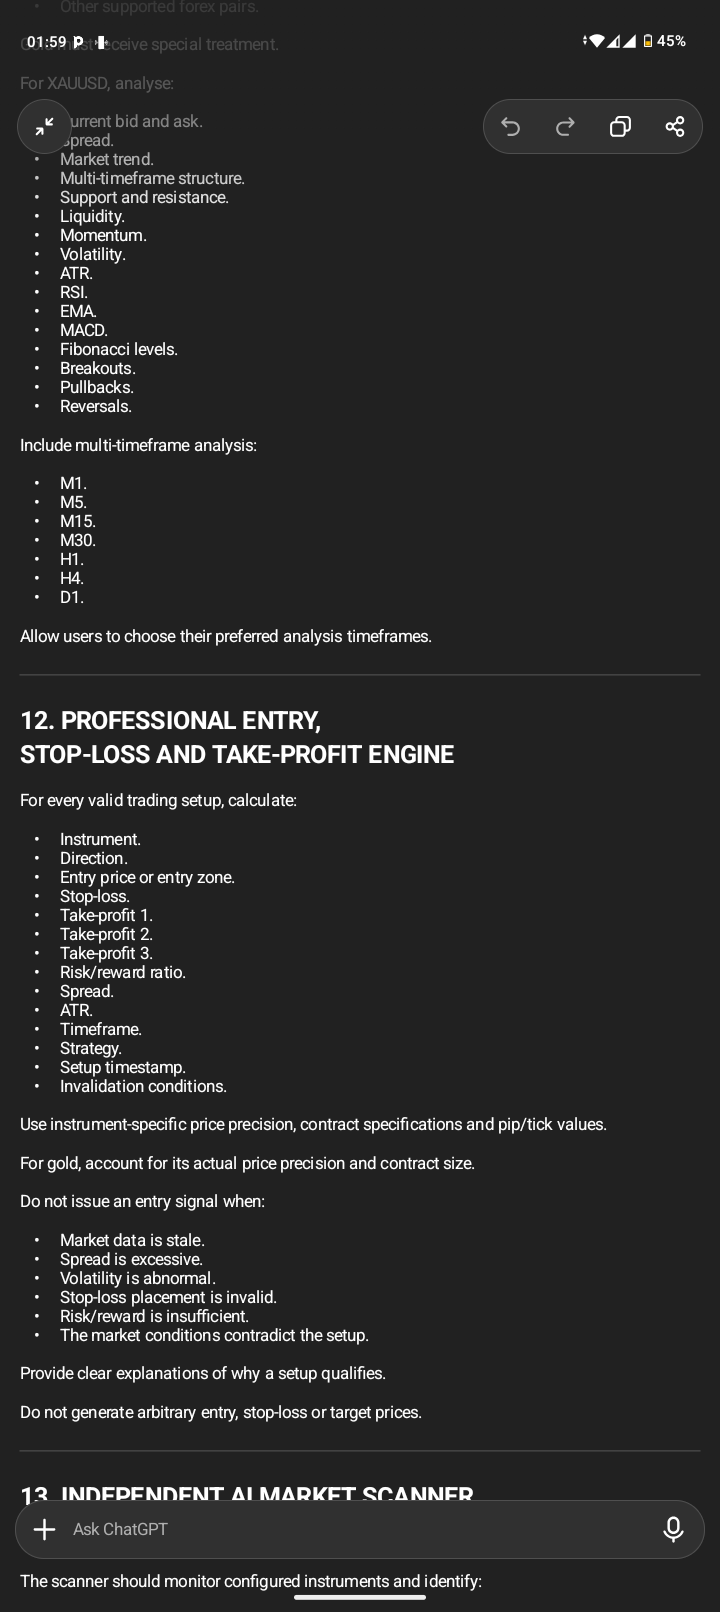 Other supported forex pairs.
01:59
45%
Gold must receive special treatment.
For XAUUSD, analyse:
urrent bid and ask.
Spread.
Market trend.
Multi-timeframe structure.
Support and resistance.
Liquidity.
Momentum.
Volatility.
ATR.
RSI.
EMA.
MACD.
Fibonacci levels.
Breakouts.
Pullbacks.
Reversals.
Include multi-timeframe analysis:
M1.
M5.
M15.
M30.
H1.
H4.
D1.
Allow users to choose their preferred analysis timeframes.
12. PROFESSIONAL ENTRY,
STOP-LOSS AND TAKE-PROFIT ENGINE
For every valid trading setup, calculate:
Instrument.
Direction.
Entry price or entry zone.
Stop-loss.
Take-profit 1.
Take-profit 2.
Take-profit 3.
Risk/reward ratio.
Spread.
ATR.
Timeframe.
Strategy.
Setup timestamp.
Invalidation conditions.
Use instrument-specific price precision, contract specifications and pip/tick values.
For gold, account for its actual price precision and contract size.
Do not issue an entry signal when:
Market data is stale.
Spread is excessive.
Volatility is abnormal.
Stop-loss placement is invalid.
Risk/reward is insufficient.
The market conditions contradict the setup.
Provide clear explanations of why a setup qualifies.
Do not generate arbitrary entry, stop-loss or target prices.
13. INDEPENDENT AI MARKET SCANNER
Ask ChatGPT
The scanner should monitor configured instruments and identify: